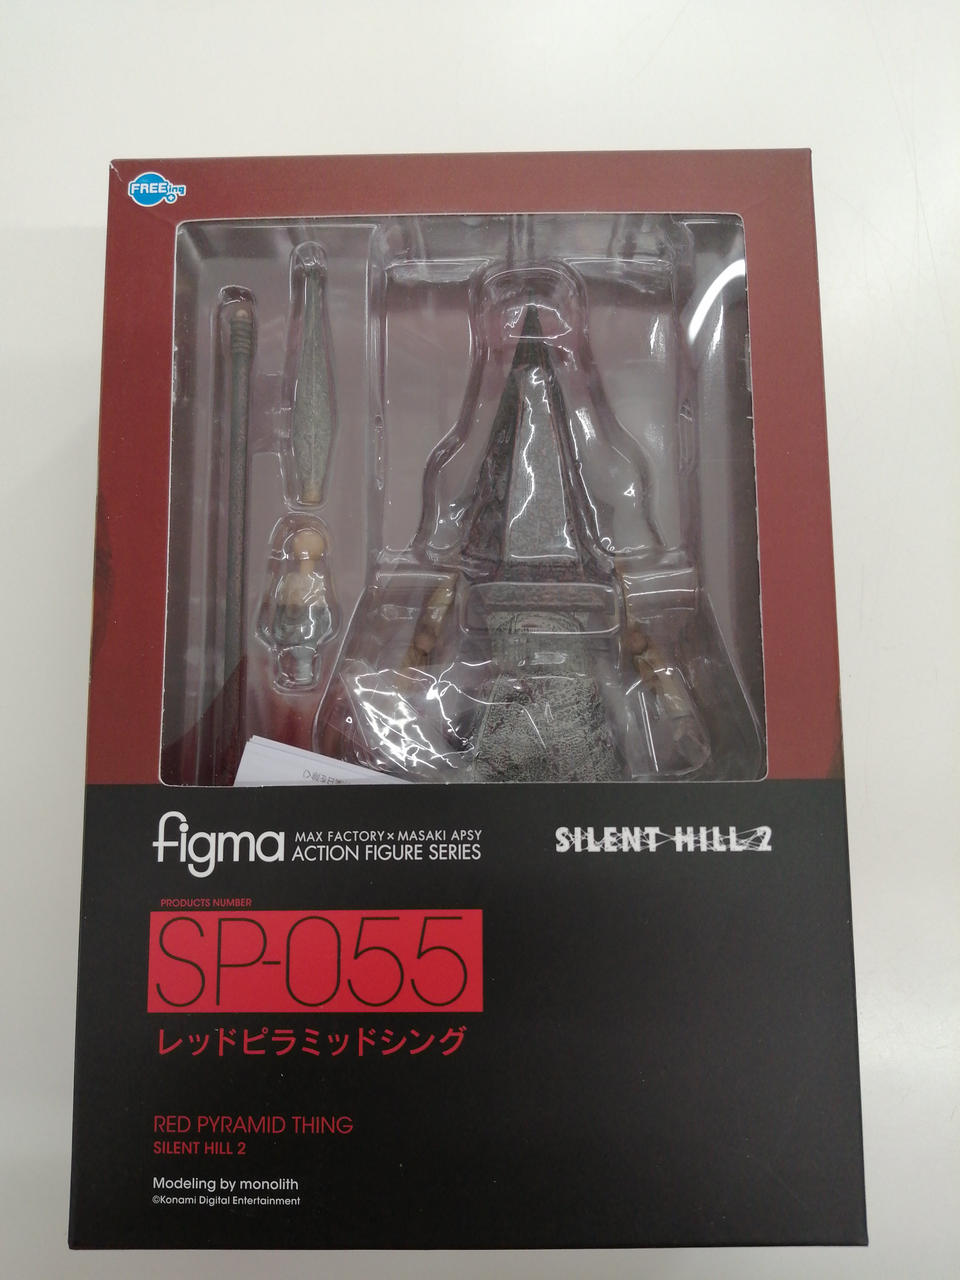 FREEing
figma
MAX FACTORY×MASAKI APSY
ACTION FIGURE SERIES
SILENT HILL 2
PRODUCTS NUMBER
SP-055
レッドピラミッドシング
RED PYRAMID THING
SILENT HILL 2
Modeling by monolith
©Konami Digital Entertainment